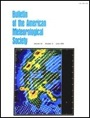 Bulletin
of the American
Meteorological
Society